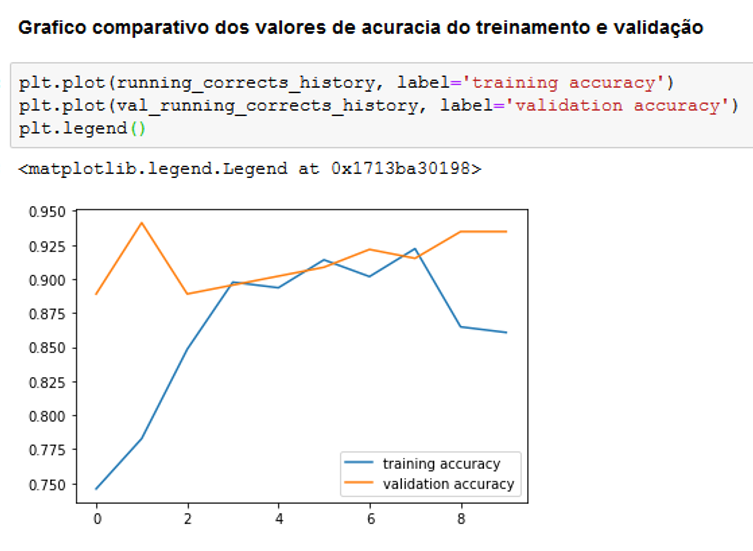 Grafico comparativo dos valores de acuracia do treinamento e validação
plt.plot(running_corrects_history, label='training accuracy')
plt.plot(val_running_corrects_history, label='validation accuracy')
plt.legend()
<matplotlib.legend.Legend at 0x1713ba30198>
0.950
0.925
0.900
0.875
0.850
0.825
0.800
0.775
0.750
training accuracy
validation accuracy
0 2 4 6 8